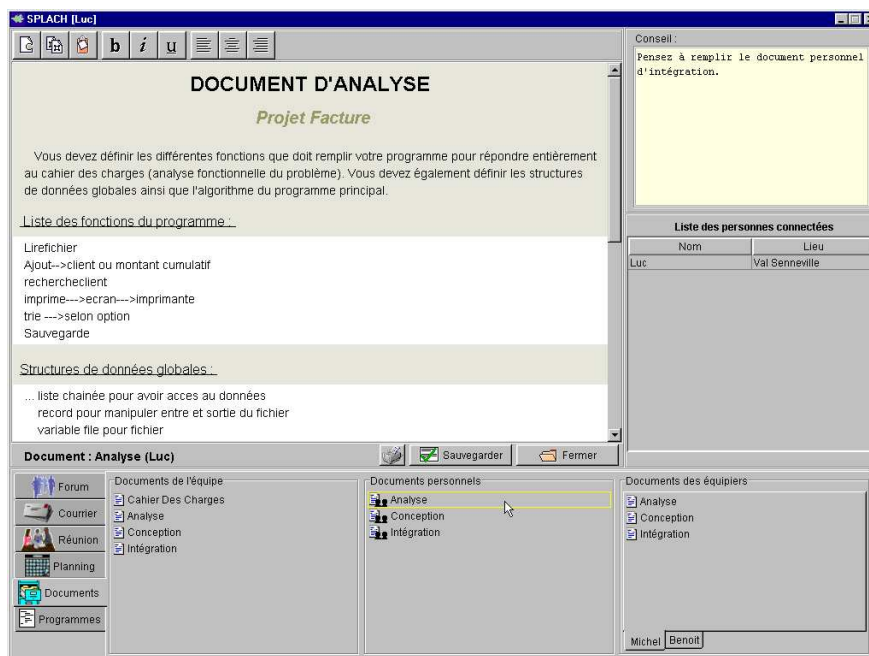 SPLACH [Luc]
b i u
DOCUMENT D'ANALYSE
Projet Facture
Vous devez définir les différentes fonctions que doit remplir votre programme pour répondre entièrement
au cahier des charges (analyse fonctionnelle du problème). Vous devez également définir les structures
de données globales ainsi que l'algorithme du programme principal.
Liste des fonctions du programme :
Lirefichier
Ajout-->client ou montant cumulatif
rechercheclient
imprime--->ecran--->imprimante
trie --->selon option
Sauvegarde
Structures de données globales :
... liste chainée pour avoir acces au données
record pour manipuler entre et sortie du fichier
variable file pour fichier
Document : Analyse (Luc)
Sauvegarder
Fermer
Conseil :
Pensez à remplir le document personnel
d'intégration.
Liste des personnes connectées
Nom Lieu
Luc Val Senneville
Forum
Courrier
Réunion
Planning
Documents
Programmes
Documents de l'équipe
Cahier Des Charges
Analyse
Conception
Intégration
Documents personnels
Analyse
Conception
Intégration
Documents des équipiers
Analyse
Conception
Intégration
Michel Benoit